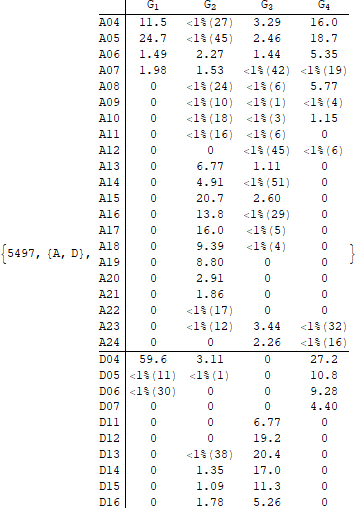 G1 G2 G3 G4
A04 11.5 <1%(27) 3.29 16.0
A05 24.7 <1%(45) 2.46 18.7
A06 1.49 2.27 1.44 5.35
A07 1.98 1.53 <1%(42) <1%(19)
A08 0 <1%(24) <1%(6) 5.77
A09 0 <1%(10) <1%(1) <1%(4)
A10 0 <1%(18) <1%(3) 1.15
A11 0 <1%(16) <1%(6) 0
A12 0 0 <1%(45) <1%(6)
A13 0 6.77 1.11 0
A14 0 4.91 <1%(51) 0
A15 0 20.7 2.60 0
A16 0 13.8 <1%(29) 0
A17 0 16.0 <1%(5) 0
A18 0 9.39 <1%(4) 0
{5497, {A, D}, }
A19 0 8.80 0 0
A20 0 2.91 0 0
A21 0 1.86 0 0
A22 0 <1%(17) 0 0
A23 0 <1%(12) 3.44 <1%(32)
A24 0 0 2.26 <1%(16)
D04 59.6 3.11 0 27.2
D05 <1%(11) <1%(1) 0 10.8
D06 <1%(30) 0 0 9.28
D07 0 0 0 4.40
D11 0 0 6.77 0
D12 0 0 19.2 0
D13 0 <1%(38) 20.4 0
D14 0 1.35 17.0 0
D15 0 1.09 11.3 0
D16 0 1.78 5.26 0